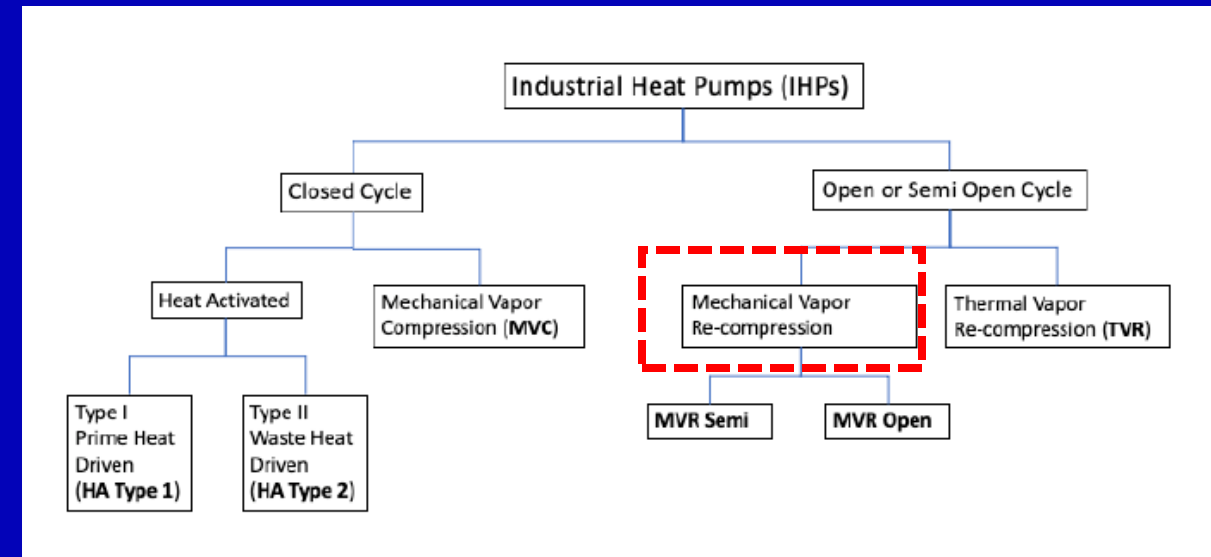 Industrial Heat Pumps (IHPs)
Closed Cycle
Open or Semi Open Cycle
Heat Activated
Mechanical Vapor
Compression (MVC)
Mechanical Vapor
Re-compression
Thermal Vapor
Re-compression (TVR)
Type I
Prime Heat
Driven
(HA Type 1)
Type II
Waste Heat
Driven
(HA Type 2)
MVR Semi
MVR Open